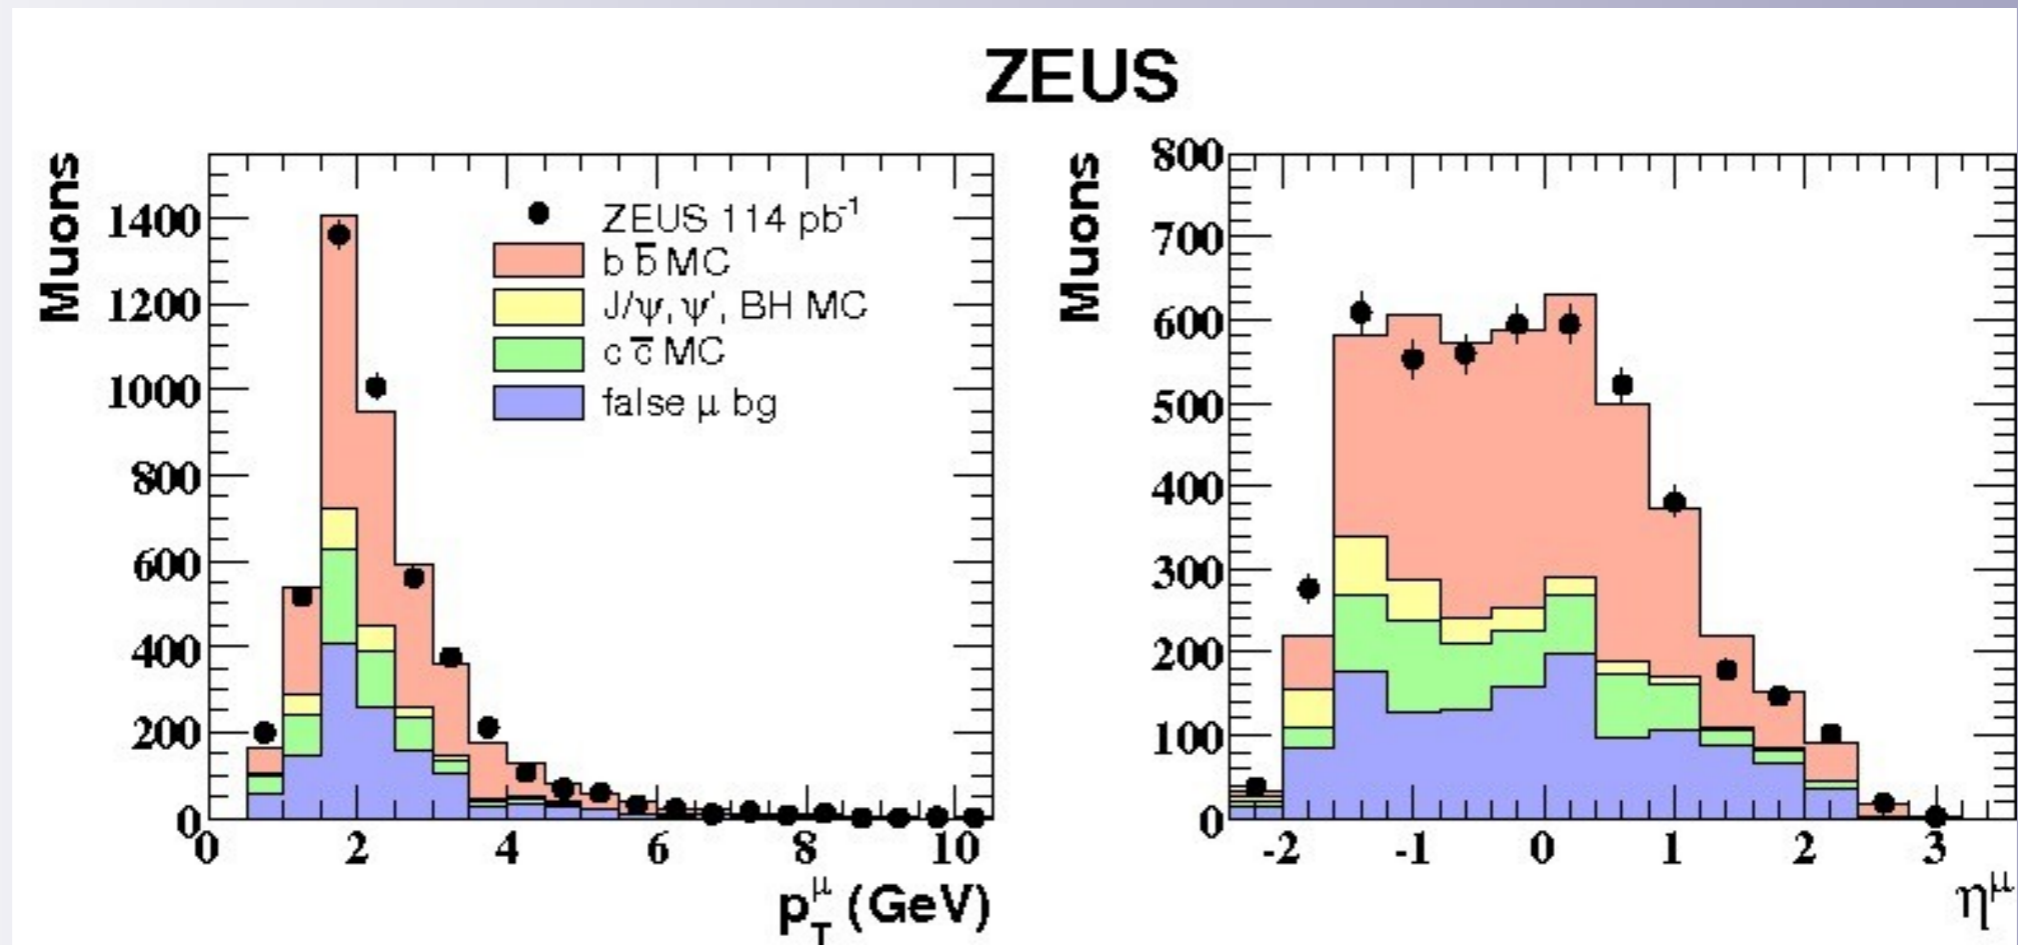 ZEUS
Muons
1400
1200
1000
800
600
400
200
0
0 2 4 6 8 10
p_T^μ (GeV)
ZEUS 114 pb⁻¹
b b̅ MC
J/ψ, ψ', BH MC
c c̅ MC
false μ bg
Muons
800
700
600
500
400
300
200
100
0
-2 -1 0 1 2 3
η^μ